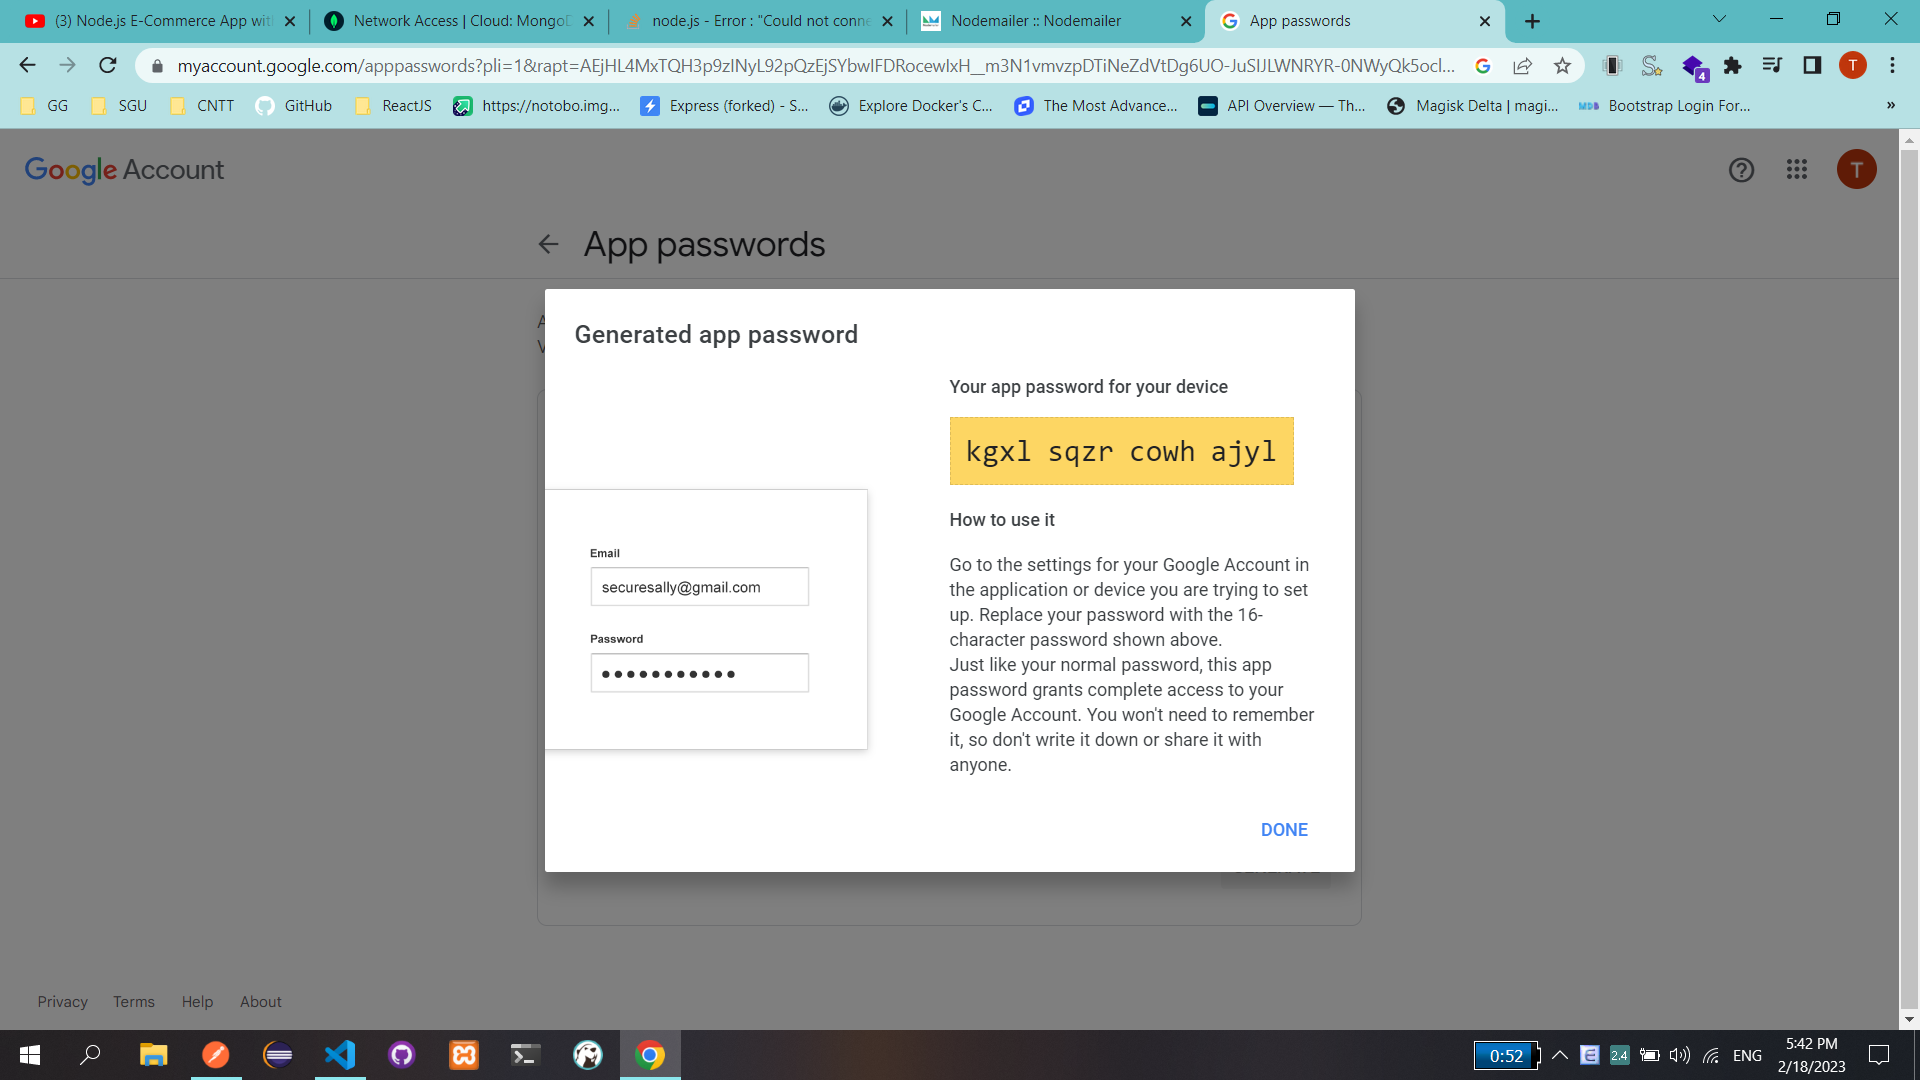 (3) Node.js E-Commerce App wit
Network Access | Cloud: MongoD
node.js - Error : "Could not conne
Nodemailer :: Nodemailer
App passwords
myaccount.google.com/apppasswords?pli=1&rapt=
GG
SGU
CNTT
GitHub
ReactJS
https://notobo.img...
Express (forked) - S...
Explore Docker's C...
The Most Advance...
API Overview — Th...
Magisk Delta | magi...
MDB
Bootstrap Login For...
»
4
T
Google Account
T
App passwords
Generated app password
Your app password for your device
kgxl sqzr cowh ajyl
Email
securesally@gmail.com
Password
How to use it
Go to the settings for your Google Account in
the application or device you are trying to set
up. Replace your password with the 16-
character password shown above.
Just like your normal password, this app
password grants complete access to your
Google Account. You won't need to remember
it, so don't write it down or share it with
anyone.
DONE
Privacy
Terms
Help
About
0:52
2.4
ENG
5:42 PM
2/18/2023